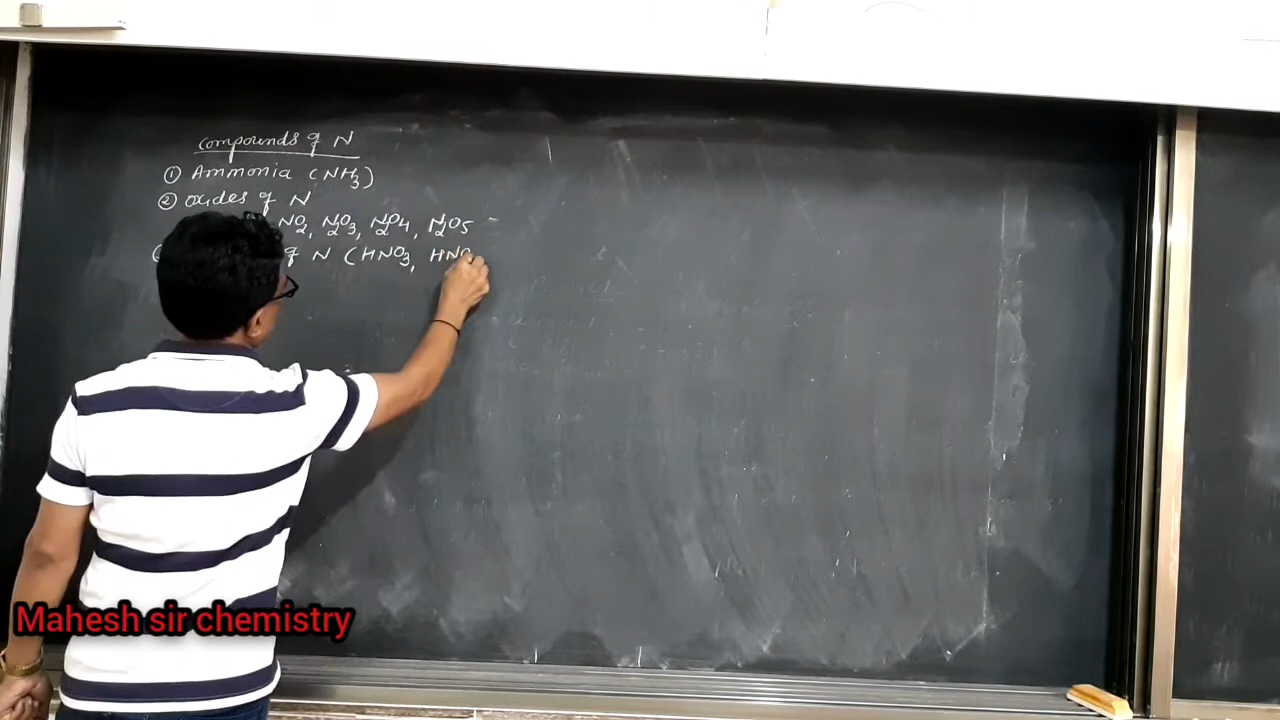 Compounds of N
① Ammonia (NH3)
② Oxides of N
NO2, N2O3, N2O4, N2O5
of N (HNO3, HNO
Mahesh sir chemistry